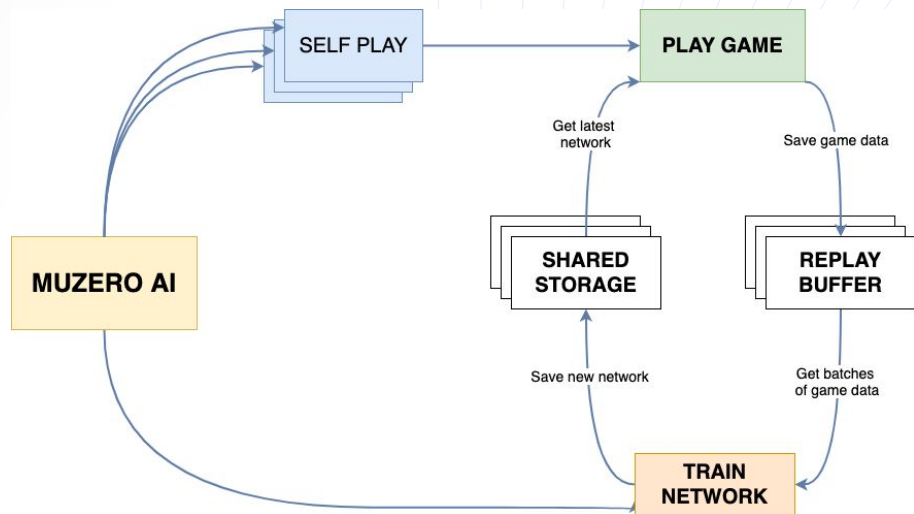 SELF PLAY
PLAY GAME
Get latest
network
Save game data
MUZERO AI
SHARED
STORAGE
REPLAY
BUFFER
Save new network
Get batches
of game data
TRAIN
NETWORK